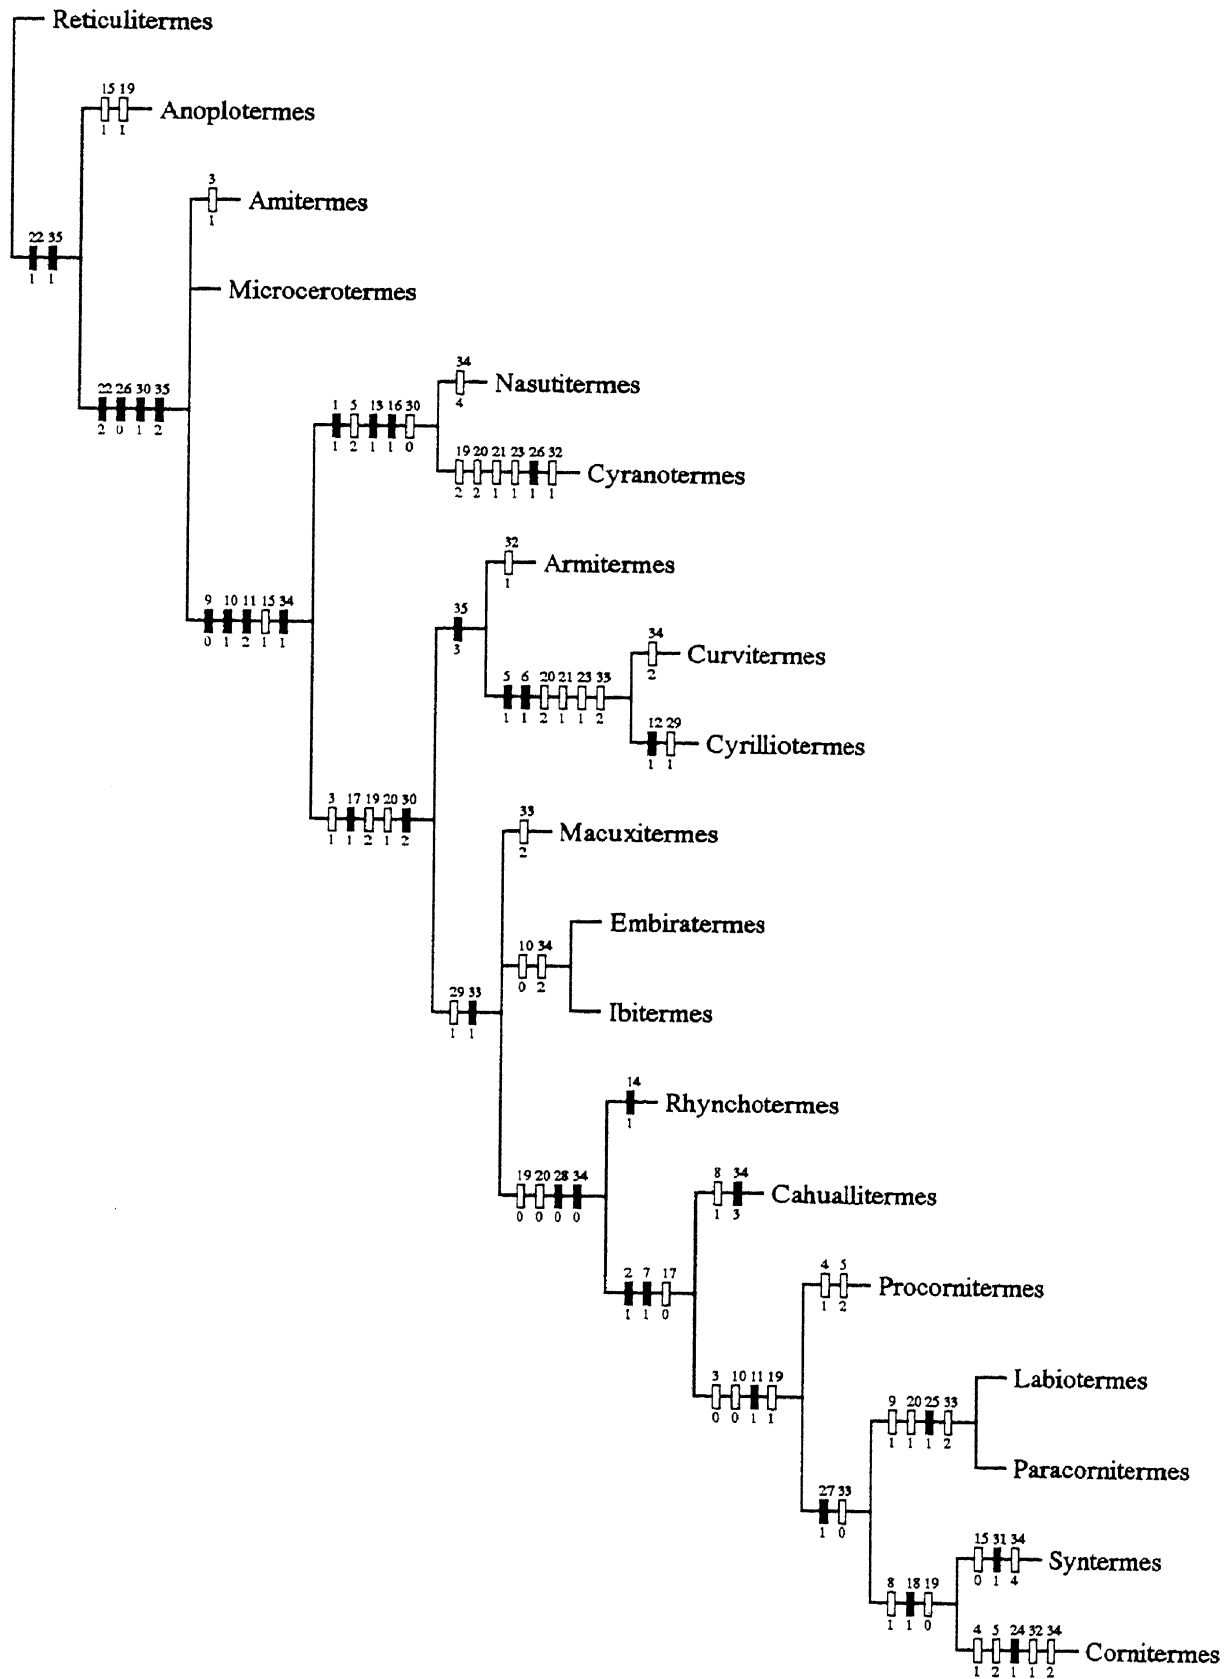 Reticulitermes
15 19
1 1
Anoplotermes
3
1
Amitermes
22 35
1 1
Microcerotermes
34
4
Nasutitermes
22 26 30 35
2 0 1 2
1 5 13 16 30
1 2 1 1 0
19 20 21 23 26 32
2 2 1 1 1 1
Cyranotermes
32
1
Armitermes
9 10 11 15 34
0 1 2 1 1
35
3
34
2
Curvitermes
5 6 20 21 23 33
1 1 2 1 1 2
12 29
1 1
Cyrilliotermes
3 17 19 20 30
1 1 2 1 2
33
2
Macuxitermes
Embiratermes
10 34
0 2
29 33
1 1
Ibitermes
14
1
Rhynchotermes
19 20 28 34
0 0 0 0
8 34
1 3
Cahuallitermes
2 7 17
1 1 0
4 5
1 2
Procornitermes
3 10 11 19
0 0 1 1
Labiotermes
9 20 25 33
1 1 1 2
Paracornitermes
27 33
1 0
15 31 34
0 1 4
Syntermes
8 18 19
1 1 0
4 5 24 32 34
1 2 1 1 2
Cornitermes